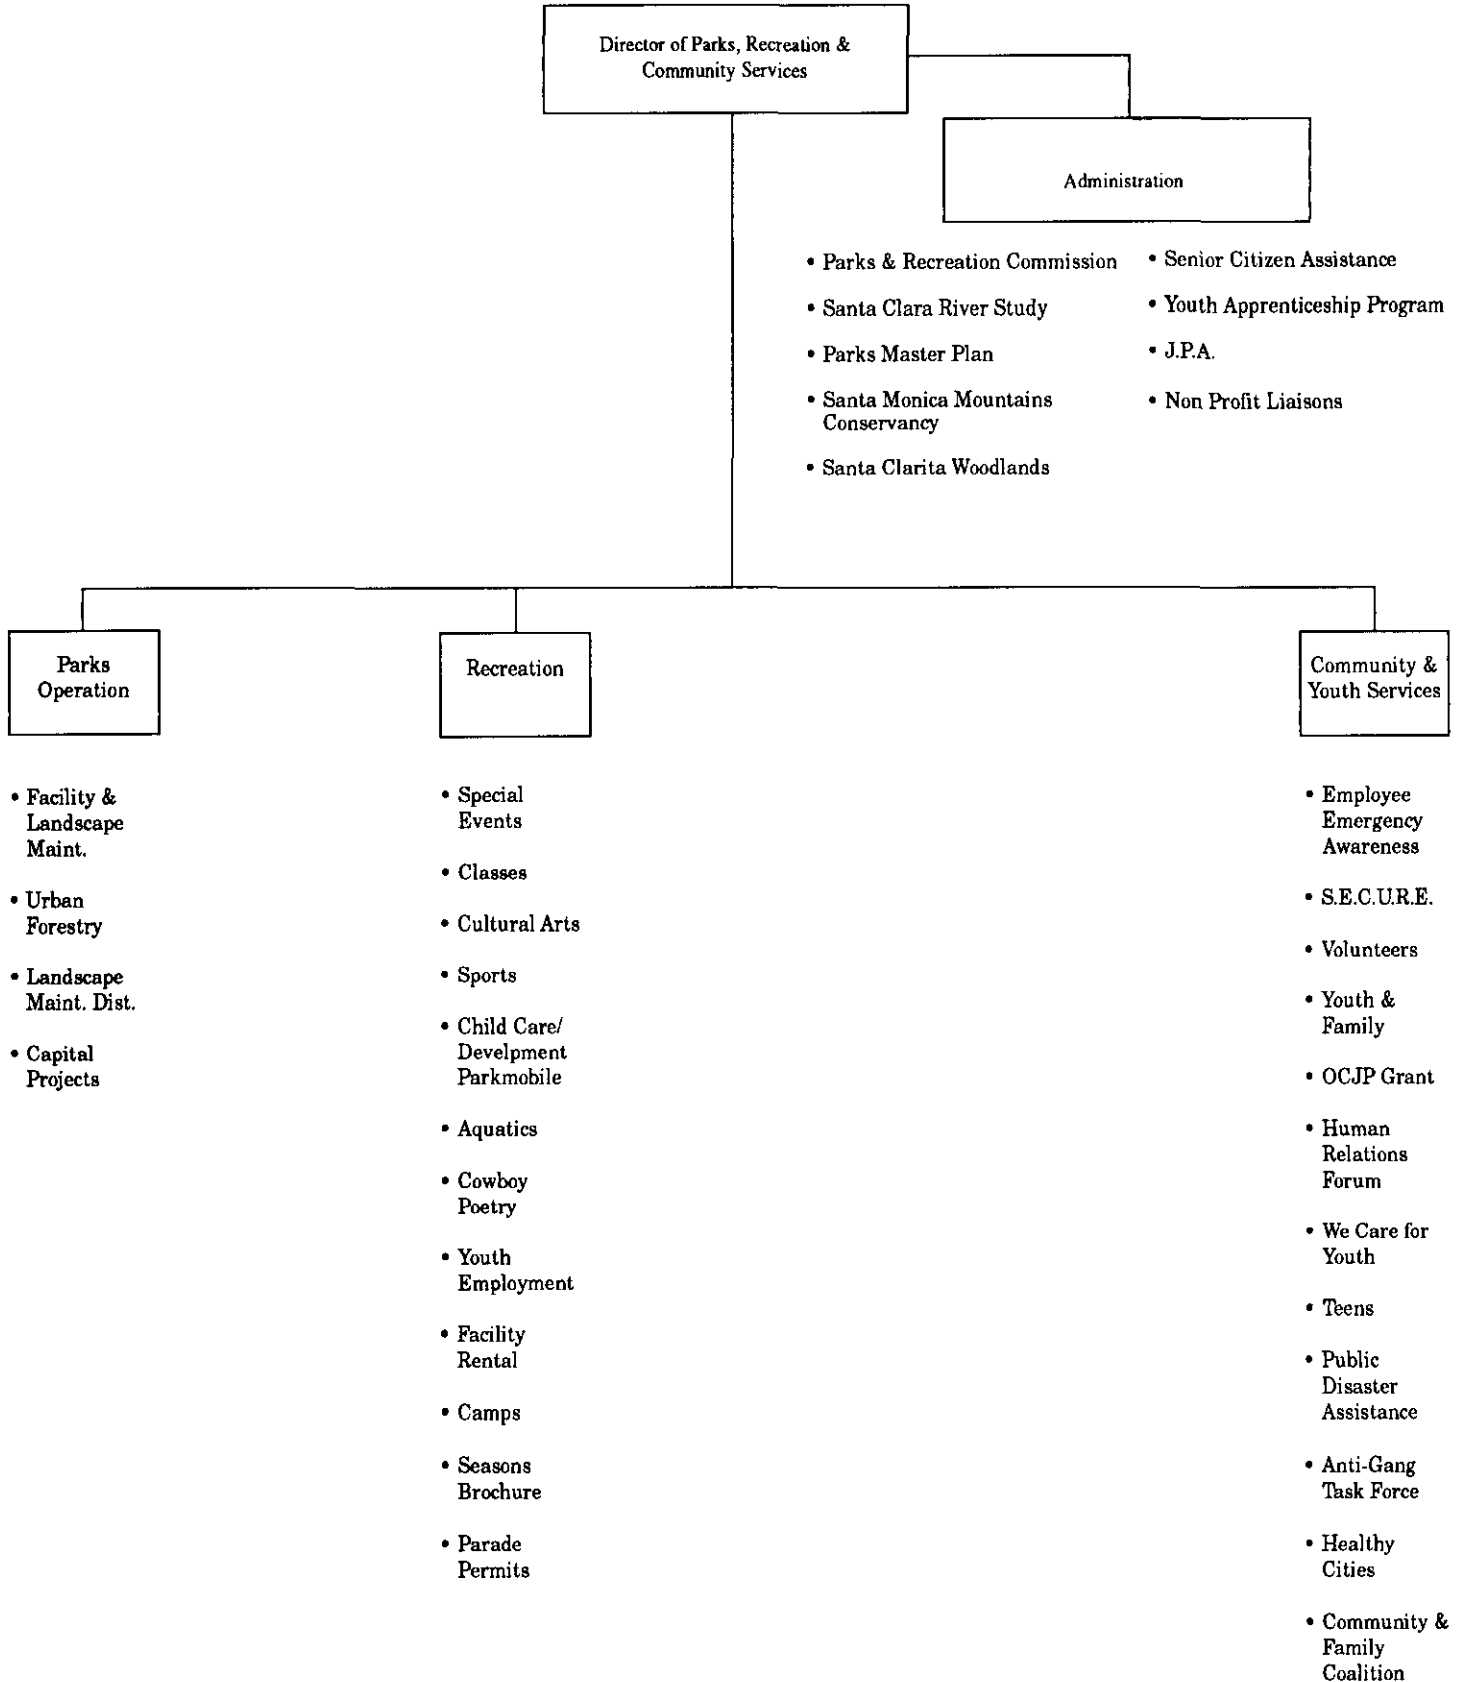 Director of Parks, Recreation &
Community Services
Administration
• Parks & Recreation Commission
• Santa Clara River Study
• Parks Master Plan
• Santa Monica Mountains
Conservancy
• Santa Clarita Woodlands
• Senior Citizen Assistance
• Youth Apprenticeship Program
• J.P.A.
• Non Profit Liaisons
Parks
Operation
• Facility &
Landscape
Maint.
• Urban
Forestry
• Landscape
Maint. Dist.
• Capital
Projects
Recreation
• Special
Events
• Classes
• Cultural Arts
• Sports
• Child Care/
Develpment
Parkmobile
• Aquatics
• Cowboy
Poetry
• Youth
Employment
• Facility
Rental
• Camps
• Seasons
Brochure
• Parade
Permits
Community &
Youth Services
• Employee
Emergency
Awareness
• S.E.C.U.R.E.
• Volunteers
• Youth &
Family
• OCJP Grant
• Human
Relations
Forum
• We Care for
Youth
• Teens
• Public
Disaster
Assistance
• Anti-Gang
Task Force
• Healthy
Cities
• Community &
Family
Coalition